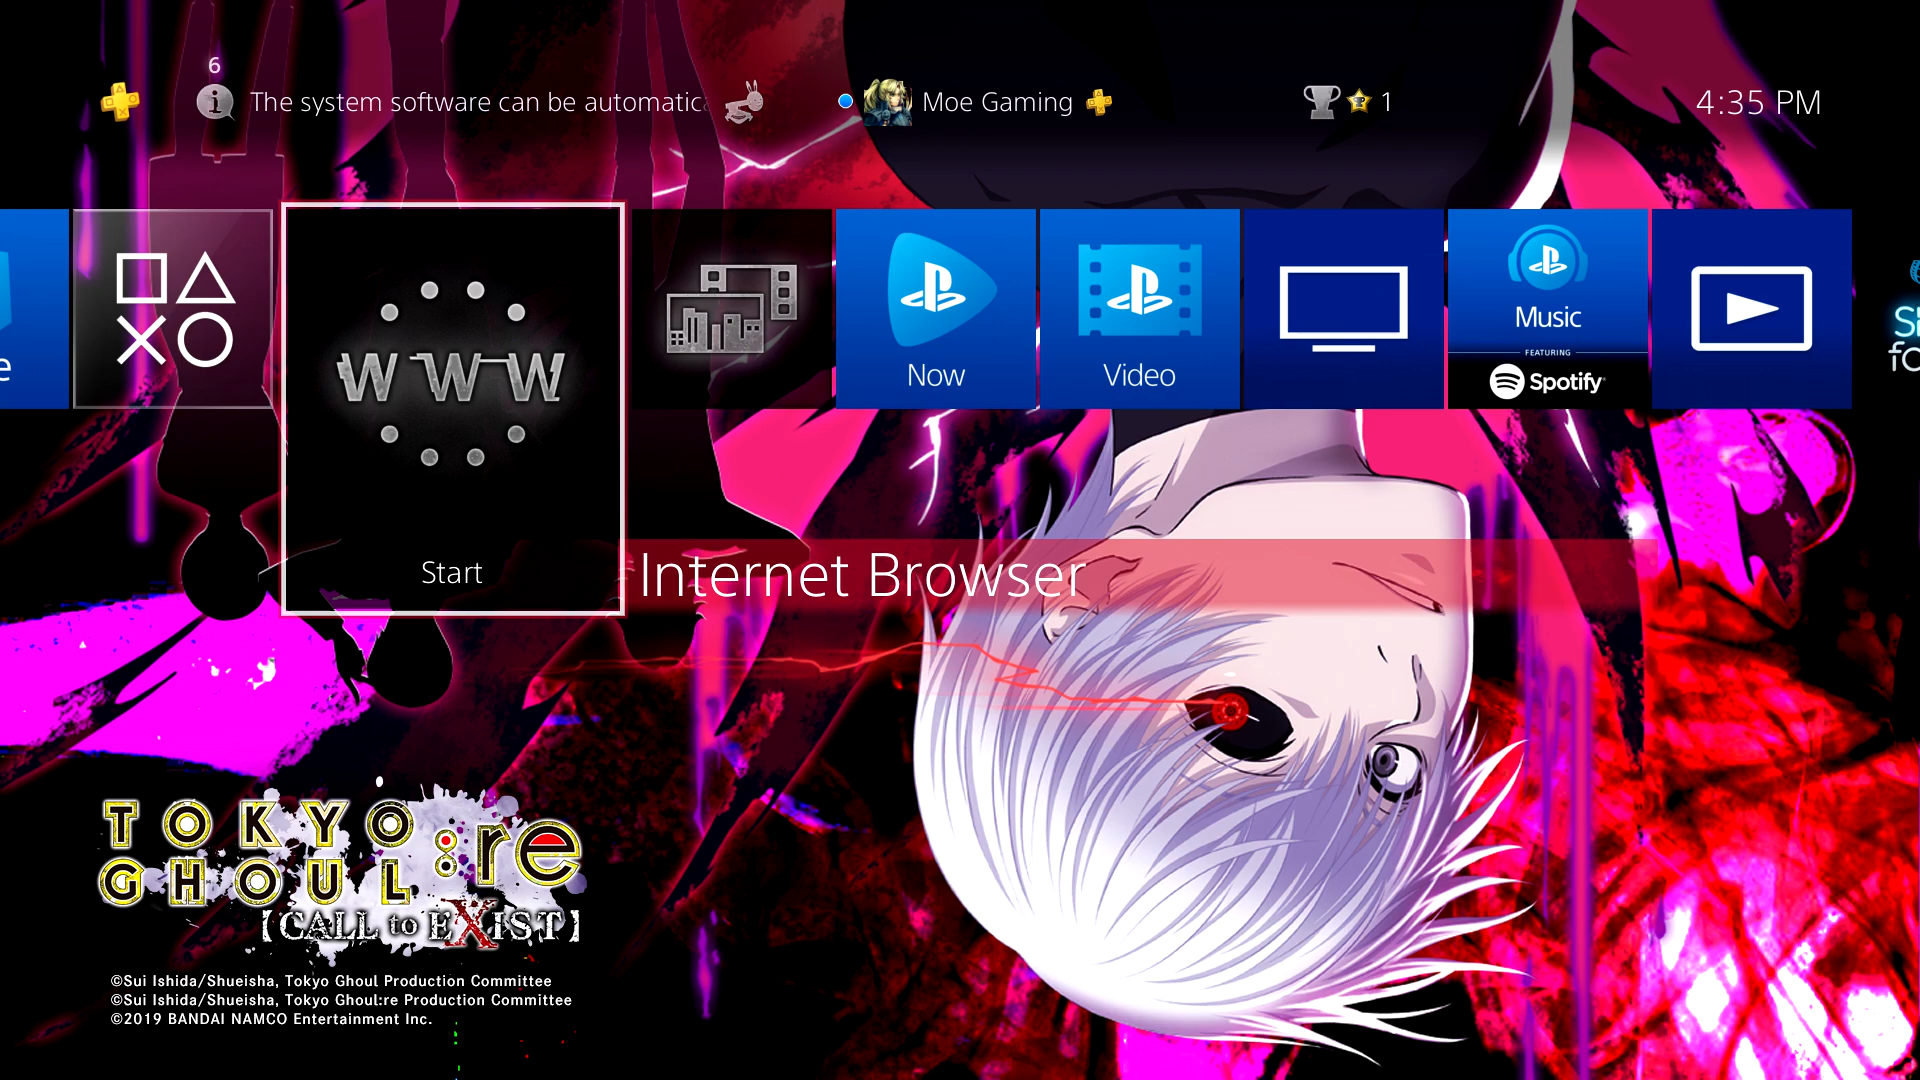 6
The system software can be automatica
Moe Gaming
1
4:35 PM
e
WWW
Start
Now
Video
Music
FEATURING
Spotify
Internet Browser
TOKYO
GHOUL
:re
【CALL to EXIST】
©Sui Ishida/Shueisha, Tokyo Ghoul Production Committee
©Sui Ishida/Shueisha, Tokyo Ghoul:re Production Committee
©2019 BANDAI NAMCO Entertainment Inc.